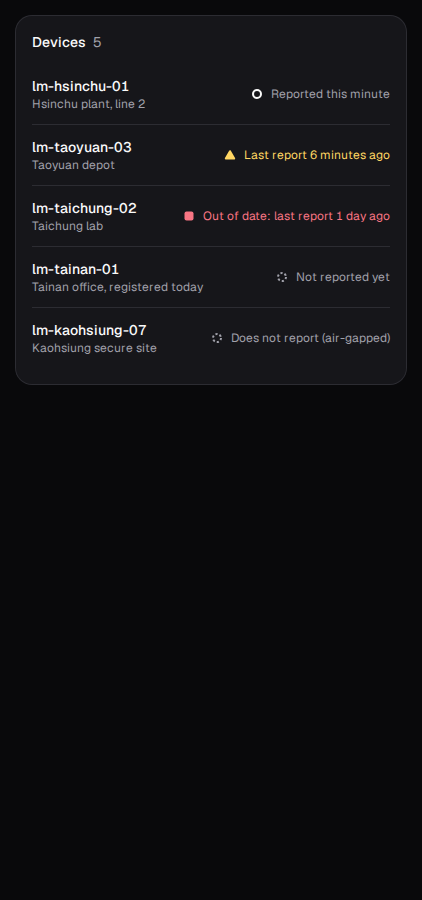 Devices 5
lm-hsinchu-01
Hsinchu plant, line 2
Reported this minute
lm-taoyuan-03
Taoyuan depot
Last report 6 minutes ago
lm-taichung-02
Taichung lab
Out of date: last report 1 day ago
lm-tainan-01
Tainan office, registered today
Not reported yet
lm-kaohsiung-07
Kaohsiung secure site
Does not report (air-gapped)